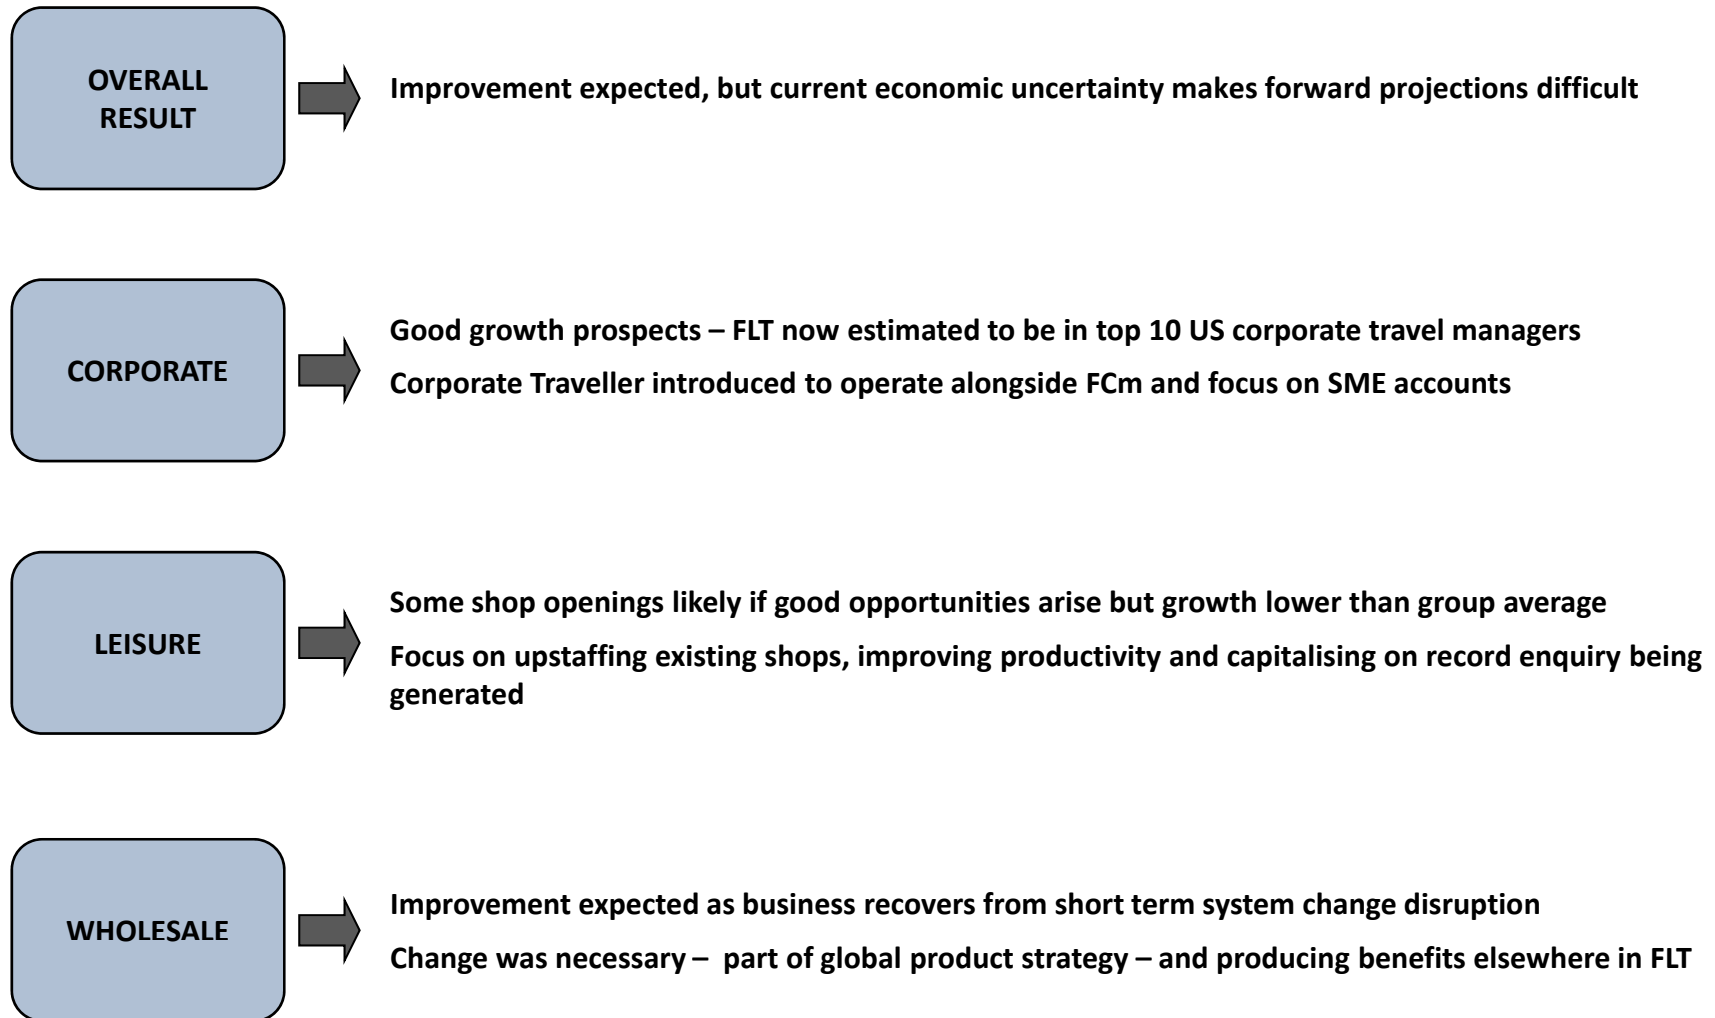 OVERALL
RESULT
Improvement expected, but current economic uncertainty makes forward projections difficult
CORPORATE
Good growth prospects – FLT now estimated to be in top 10 US corporate travel managers
Corporate Traveller introduced to operate alongside FCm and focus on SME accounts
LEISURE
Some shop openings likely if good opportunities arise but growth lower than group average
Focus on upstaffing existing shops, improving productivity and capitalising on record enquiry being
generated
WHOLESALE
Improvement expected as business recovers from short term system change disruption
Change was necessary – part of global product strategy – and producing benefits elsewhere in FLT